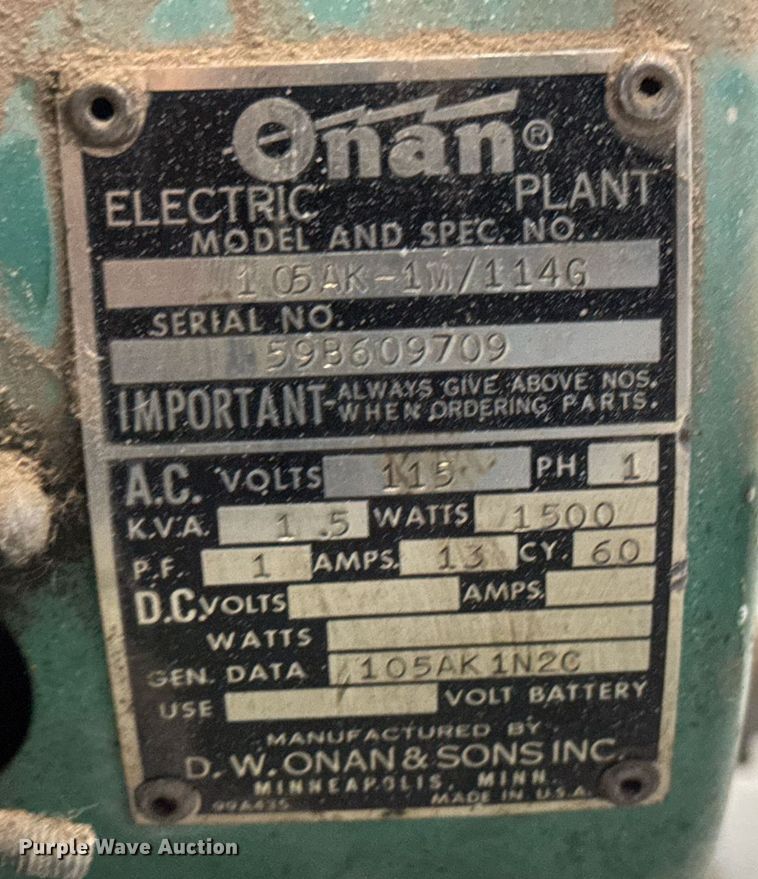 Onan®
ELECTRIC PLANT
MODEL AND SPEC. NO.
105AK-1M/114G
SERIAL NO.
59B609709
IMPORTANT-ALWAYS GIVE ABOVE NOS.
WHEN ORDERING PARTS.
A.C. VOLTS 115 PH. 1
K.V.A. 1.5 WATTS 1500
P.F. 1 AMPS. 13 CY. 60
D.C. VOLTS AMPS.
WATTS
GEN. DATA 105AK1N2C
USE VOLT BATTERY
MANUFACTURED BY
D. W. ONAN & SONS INC.
MINNEAPOLIS, MINN.
99A435 MADE IN U.S.A.
Purple Wave Auction